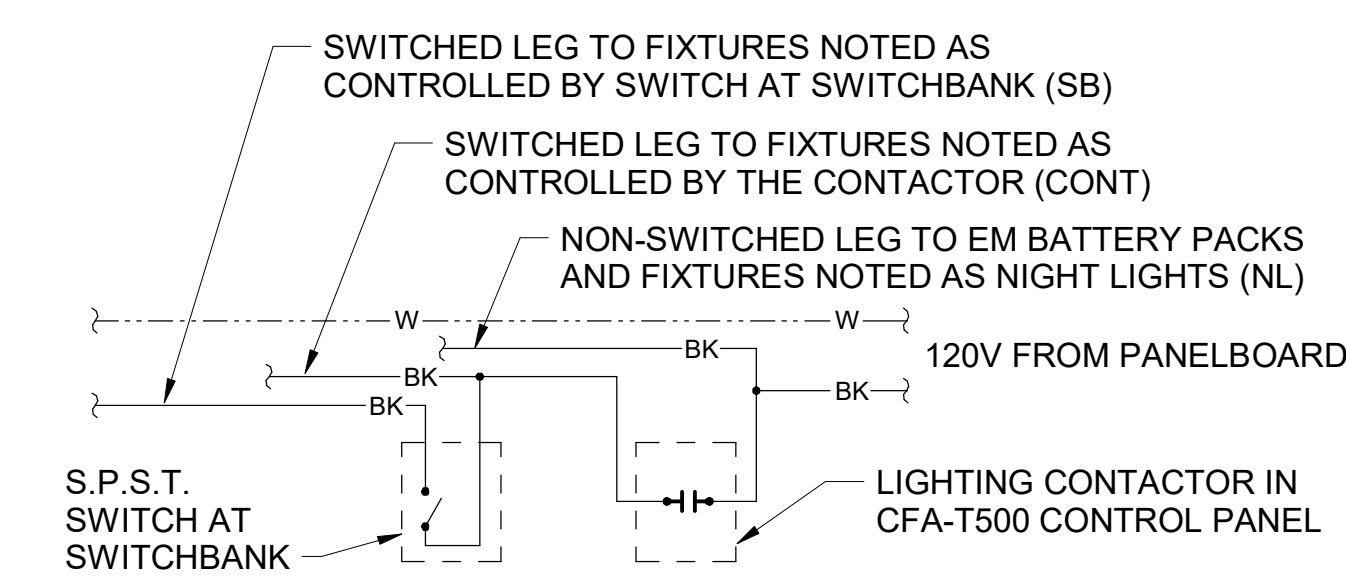 SWITCHED LEG TO FIXTURES NOTED AS
CONTROLLED BY SWITCH AT SWITCHBANK (SB)
SWITCHED LEG TO FIXTURES NOTED AS
CONTROLLED BY THE CONTACTOR (CONT)
NON-SWITCHED LEG TO EM BATTERY PACKS
AND FIXTURES NOTED AS NIGHT LIGHTS (NL)
W
W
BK
120V FROM PANELBOARD
BK
BK
BK
S.P.S.T.
SWITCH AT
SWITCHBANK
LIGHTING CONTACTOR IN
CFA-T500 CONTROL PANEL